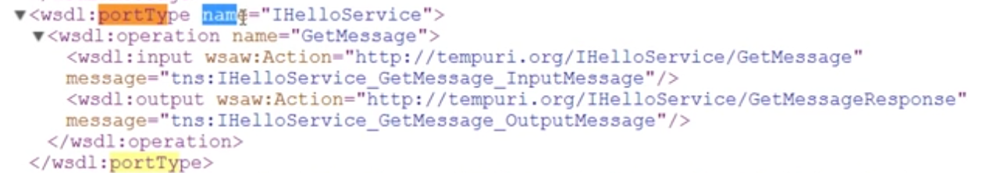 ▼<wsdl:portType name="IHelloService">
▼<wsdl:operation name="GetMessage">
<wsdl:input wsaw:Action="http://tempuri.org/IHelloService/GetMessage"
message="tns:IHelloService_GetMessage_InputMessage"/>
<wsdl:output wsaw:Action="http://tempuri.org/IHelloService/GetMessageResponse"
message="tns:IHelloService_GetMessage_OutputMessage"/>
</wsdl:operation>
</wsdl:portType>